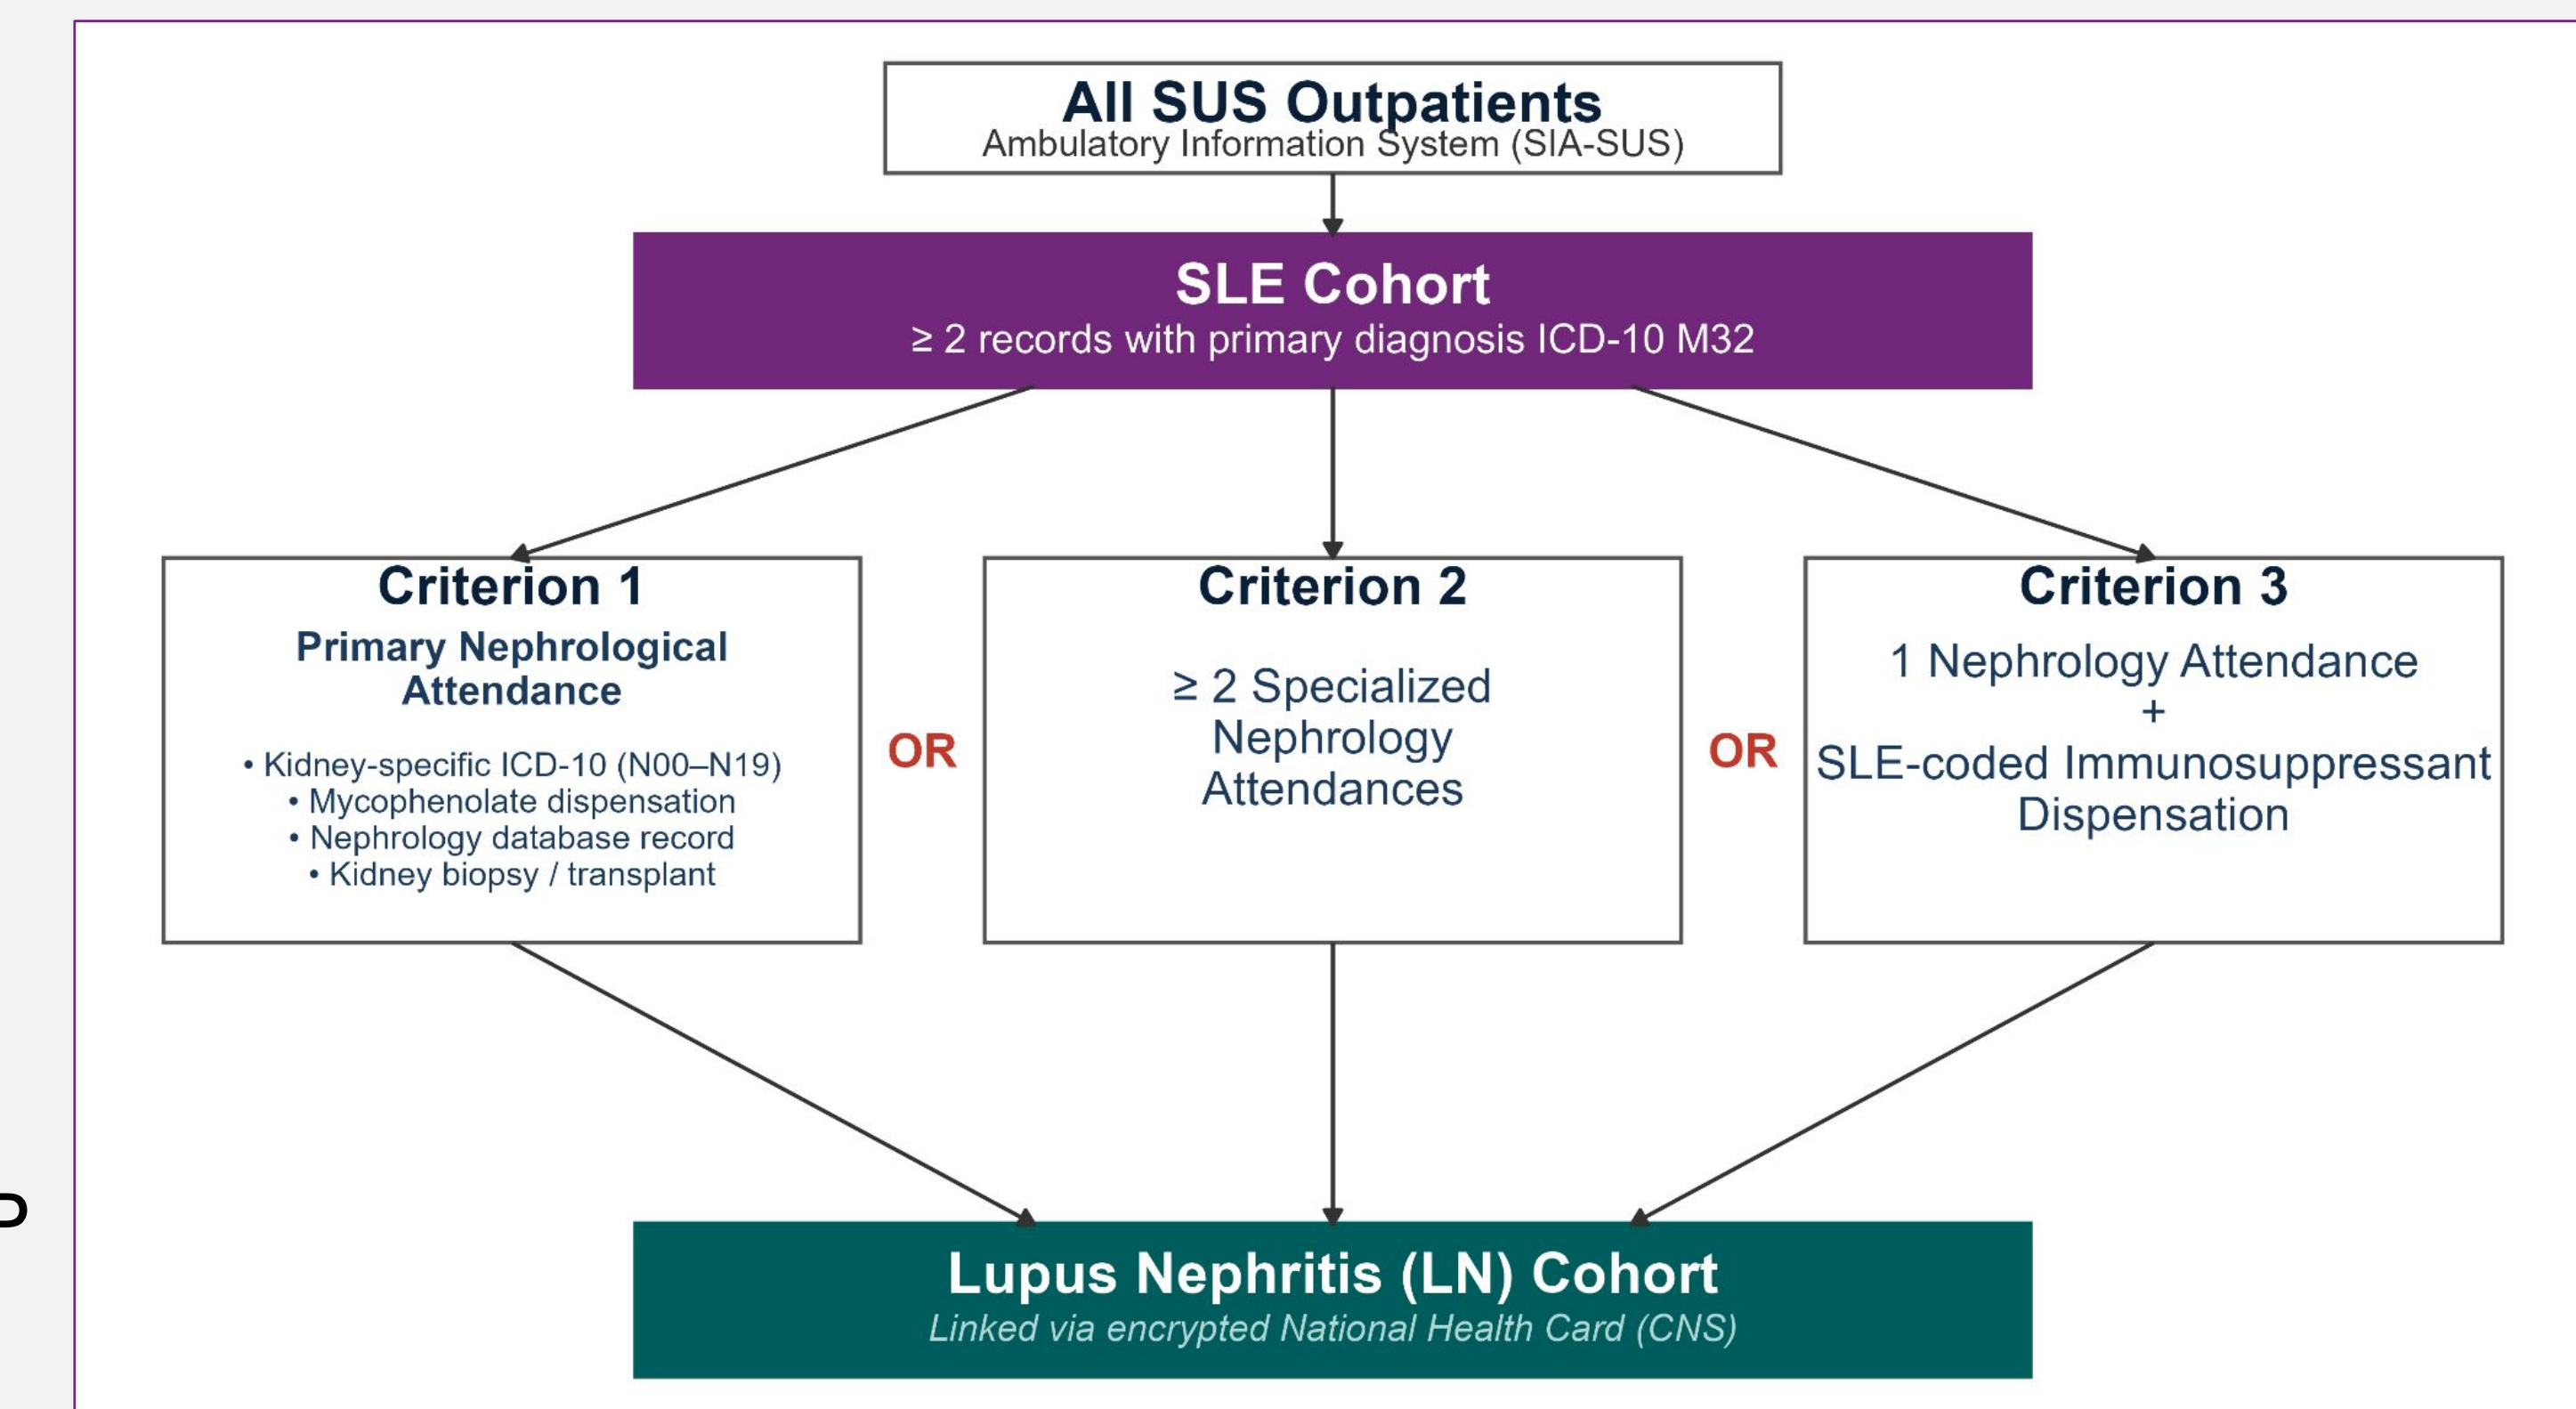 All SUS Outpatients
Ambulatory Information System (SIA-SUS)
SLE Cohort
≥ 2 records with primary diagnosis ICD-10 M32
Criterion 1
Primary Nephrological
Attendance
• Kidney-specific ICD-10 (N00–N19)
• Mycophenolate dispensation
• Nephrology database record
• Kidney biopsy / transplant
OR
Criterion 2
≥ 2 Specialized
Nephrology
Attendances
OR
Criterion 3
1 Nephrology Attendance
+
SLE-coded Immunosuppressant
Dispensation
Lupus Nephritis (LN) Cohort
Linked via encrypted National Health Card (CNS)